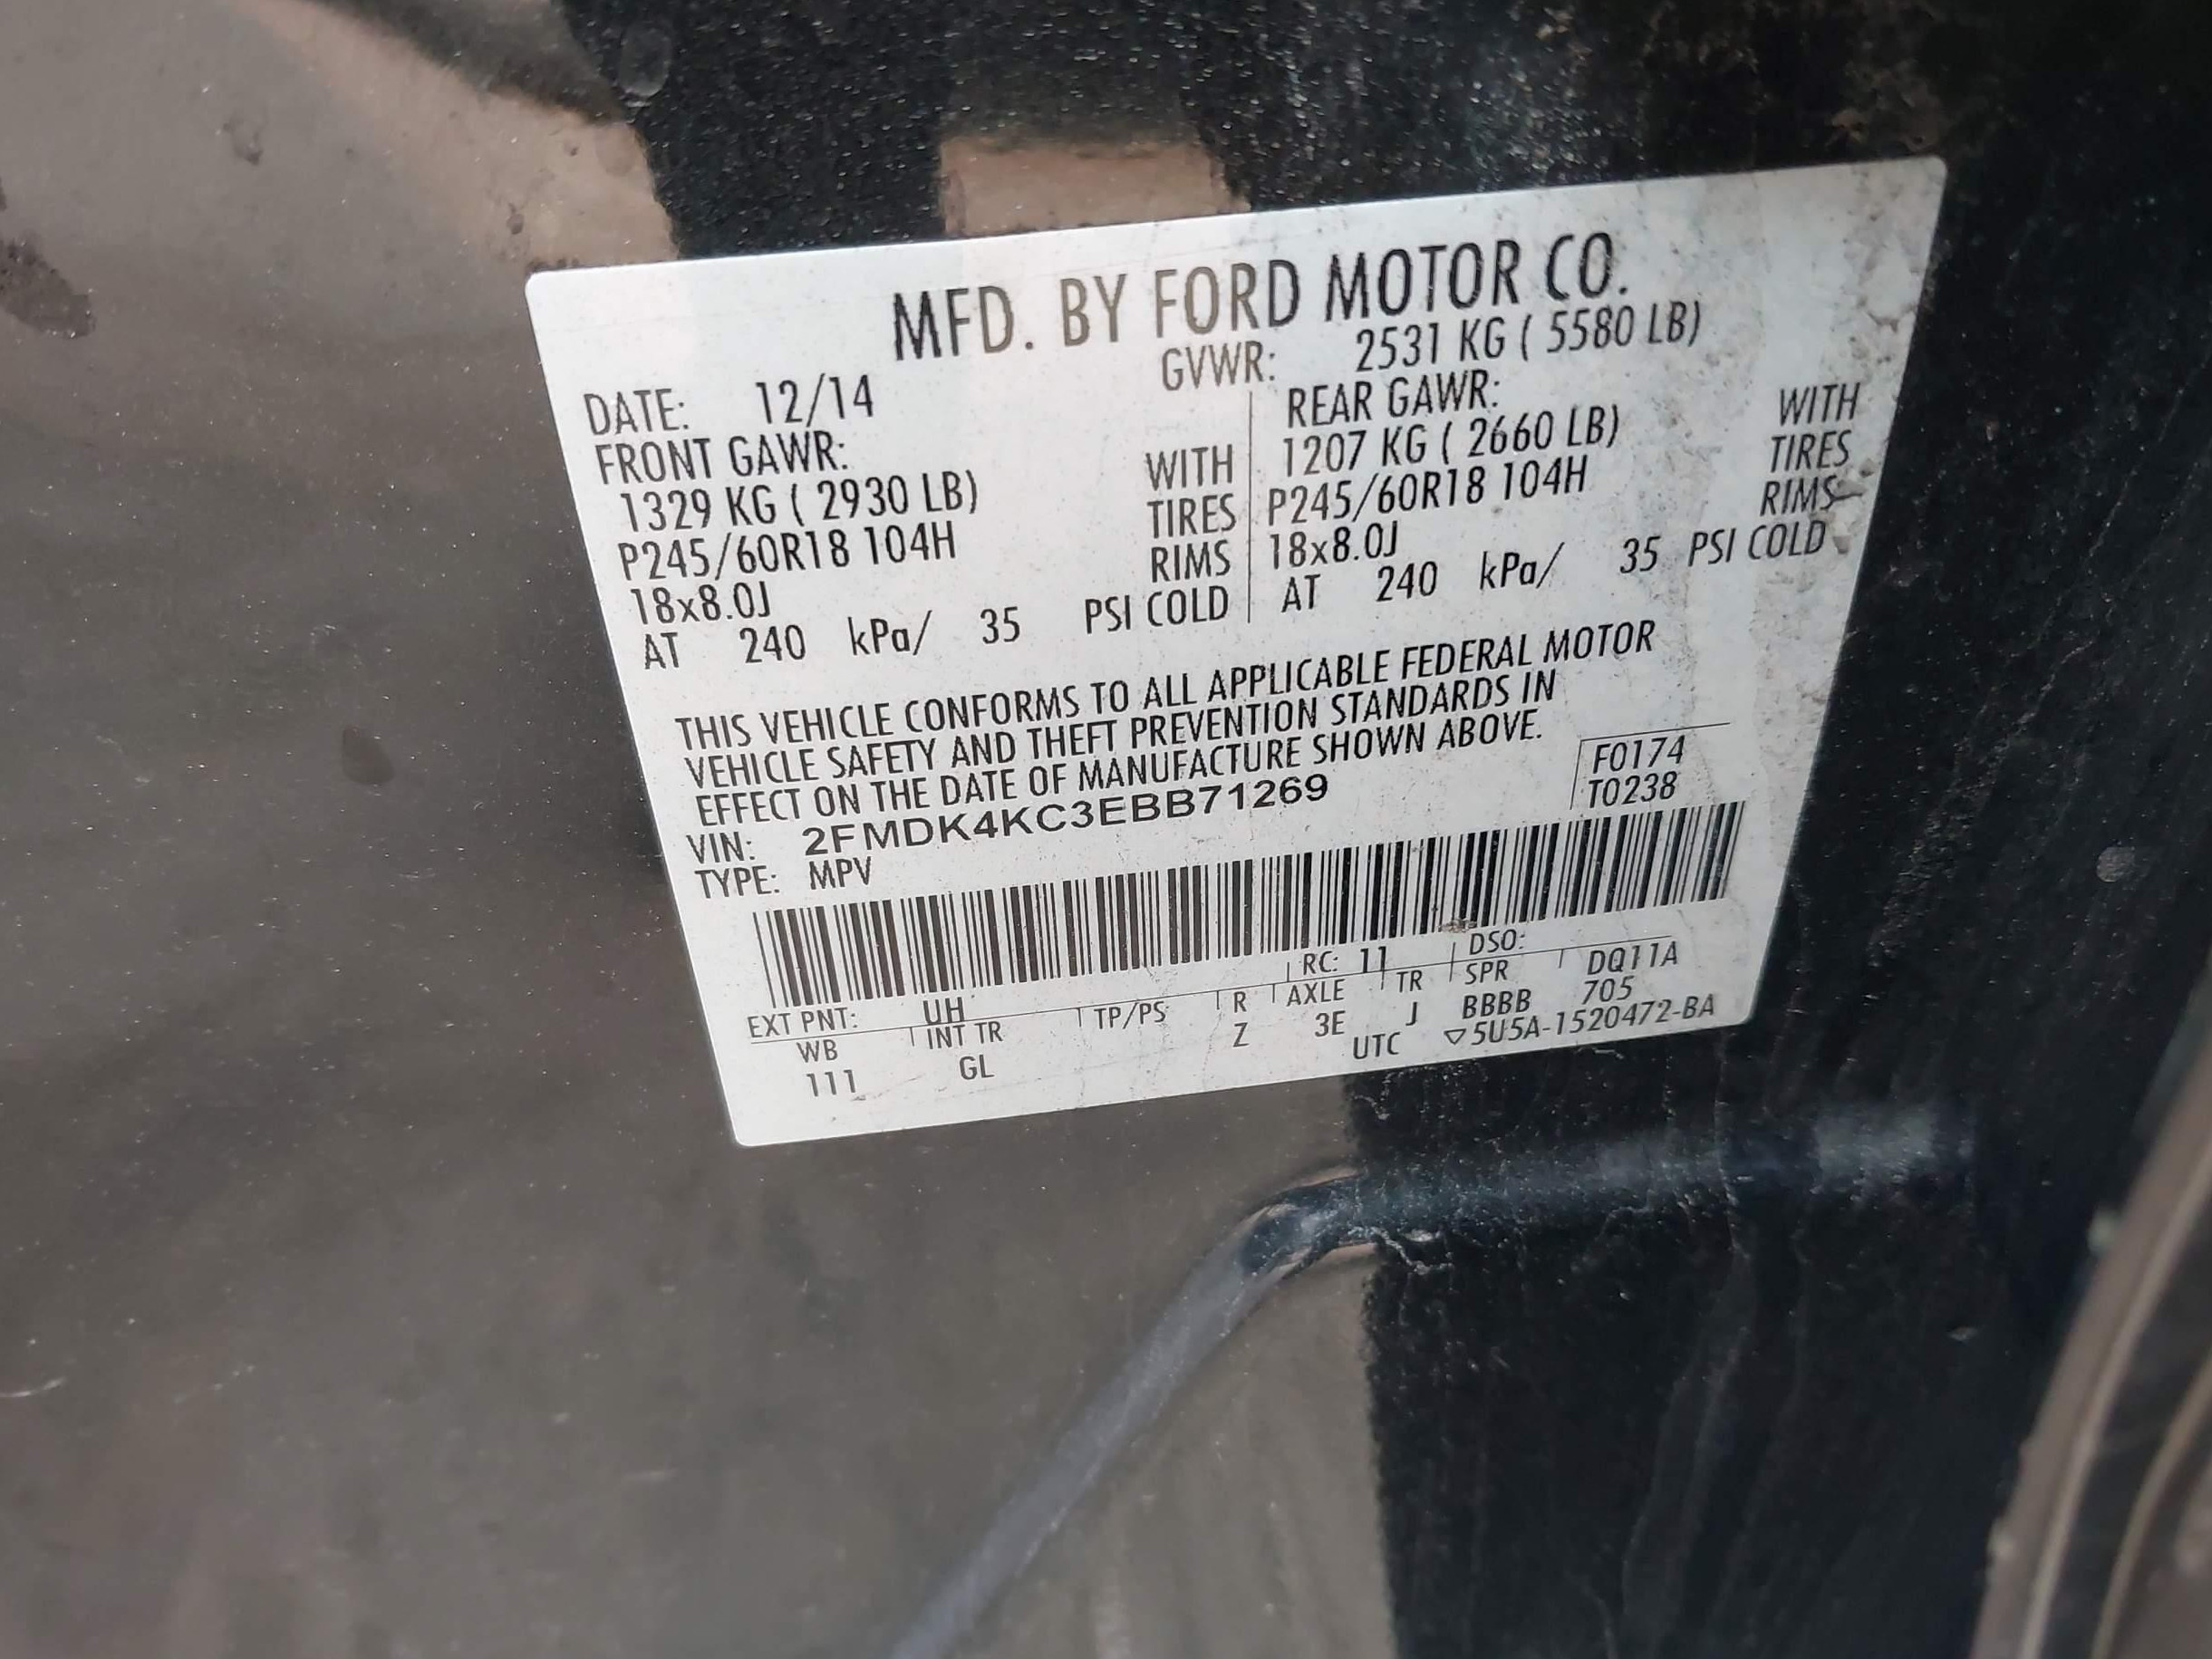 MFD. BY FORD MOTOR CO.
DATE: 12/14 GVWR: 2531 KG ( 5580 LB)
FRONT GAWR: REAR GAWR:
1329 KG ( 2930 LB) WITH 1207 KG ( 2660 LB) WITH
P245/60R18 104H TIRES P245/60R18 104H TIRES
18x8.0J RIMS 18x8.0J RIMS
AT 240 kPa/ 35 PSI COLD AT 240 kPa/ 35 PSI COLD
THIS VEHICLE CONFORMS TO ALL APPLICABLE FEDERAL MOTOR
VEHICLE SAFETY AND THEFT PREVENTION STANDARDS IN
EFFECT ON THE DATE OF MANUFACTURE SHOWN ABOVE.
VIN: 2FMDK4KC3EBB71269 F0174
TYPE: MPV T0238
EXT PNT: UH RC: 11 DSO:
WB INT TR TP/PS R AXLE TR SPR DQ11A
111 GL Z 3E J BBBB 705
UTC ▽5U5A-1520472-BA